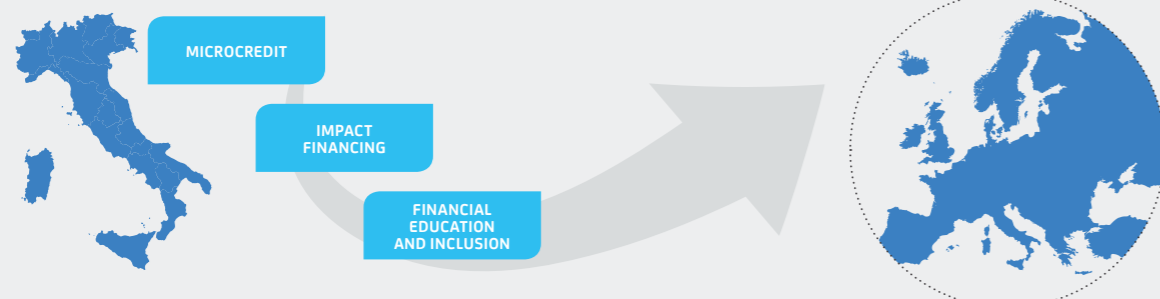 MICROCREDIT
IMPACT
FINANCING
FINANCIAL
EDUCATION
AND INCLUSION